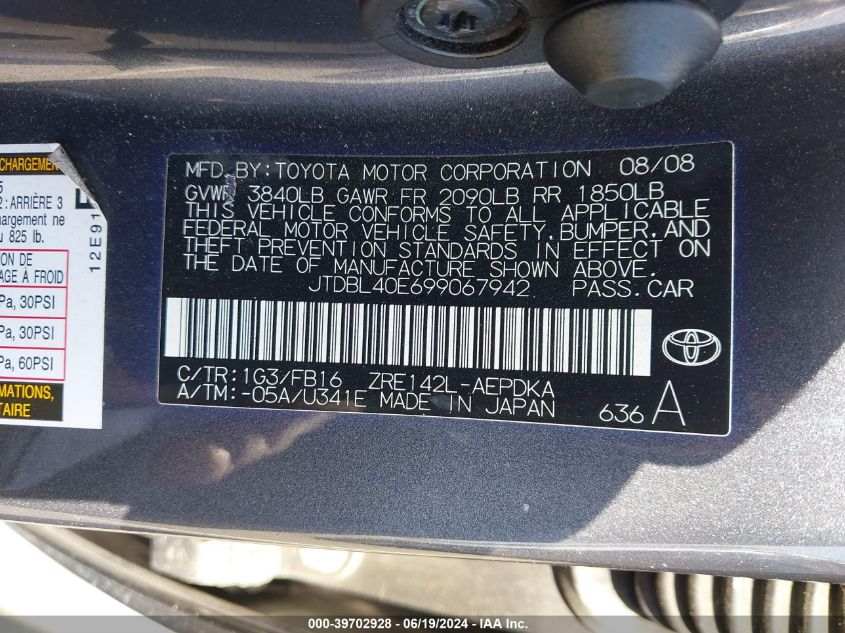 CHARGEMENT
5
2: ARRIÈRE 3
hargement ne
u 825 lb.
ION DE
AGE À FROID
Pa, 30PSI
Pa, 30PSI
Pa, 60PSI
MATIONS,
TAIRE
12E91
MFD. BY: TOYOTA MOTOR CORPORATION 08/08
GVWR 3840LB GAWR FR 2090LB RR 1850LB
THIS VEHICLE CONFORMS TO ALL APPLICABLE
FEDERAL MOTOR VEHICLE SAFETY, BUMPER, AND
THEFT PREVENTION STANDARDS IN EFFECT ON
THE DATE OF MANUFACTURE SHOWN ABOVE.
JTDBL40E699067942 PASS. CAR
C/TR: 1G3/FB16 ZRE142L-AEPDKA
A/TM: -05A/U341E MADE IN JAPAN
636 A
000-39702928 - 06/19/2024 - IAA Inc.